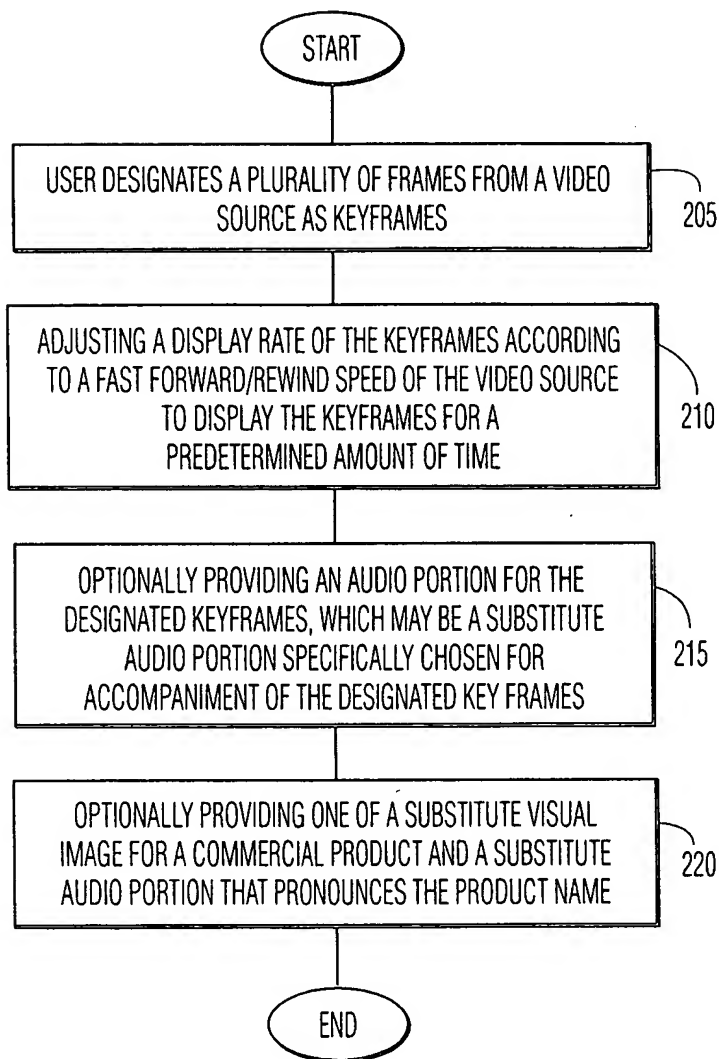 START
USER DESIGNATES A PLURALITY OF FRAMES FROM A VIDEO
SOURCE AS KEYFRAMES
205
ADJUSTING A DISPLAY RATE OF THE KEYFRAMES ACCORDING
TO A FAST FORWARD/REWIND SPEED OF THE VIDEO SOURCE
TO DISPLAY THE KEYFRAMES FOR A
PREDETERMINED AMOUNT OF TIME
210
OPTIONALLY PROVIDING AN AUDIO PORTION FOR THE
DESIGNATED KEYFRAMES, WHICH MAY BE A SUBSTITUTE
AUDIO PORTION SPECIFICALLY CHOSEN FOR
ACCOMPANIMENT OF THE DESIGNATED KEY FRAMES
215
OPTIONALLY PROVIDING ONE OF A SUBSTITUTE VISUAL
IMAGE FOR A COMMERCIAL PRODUCT AND A SUBSTITUTE
AUDIO PORTION THAT PRONOUNCES THE PRODUCT NAME
220
END